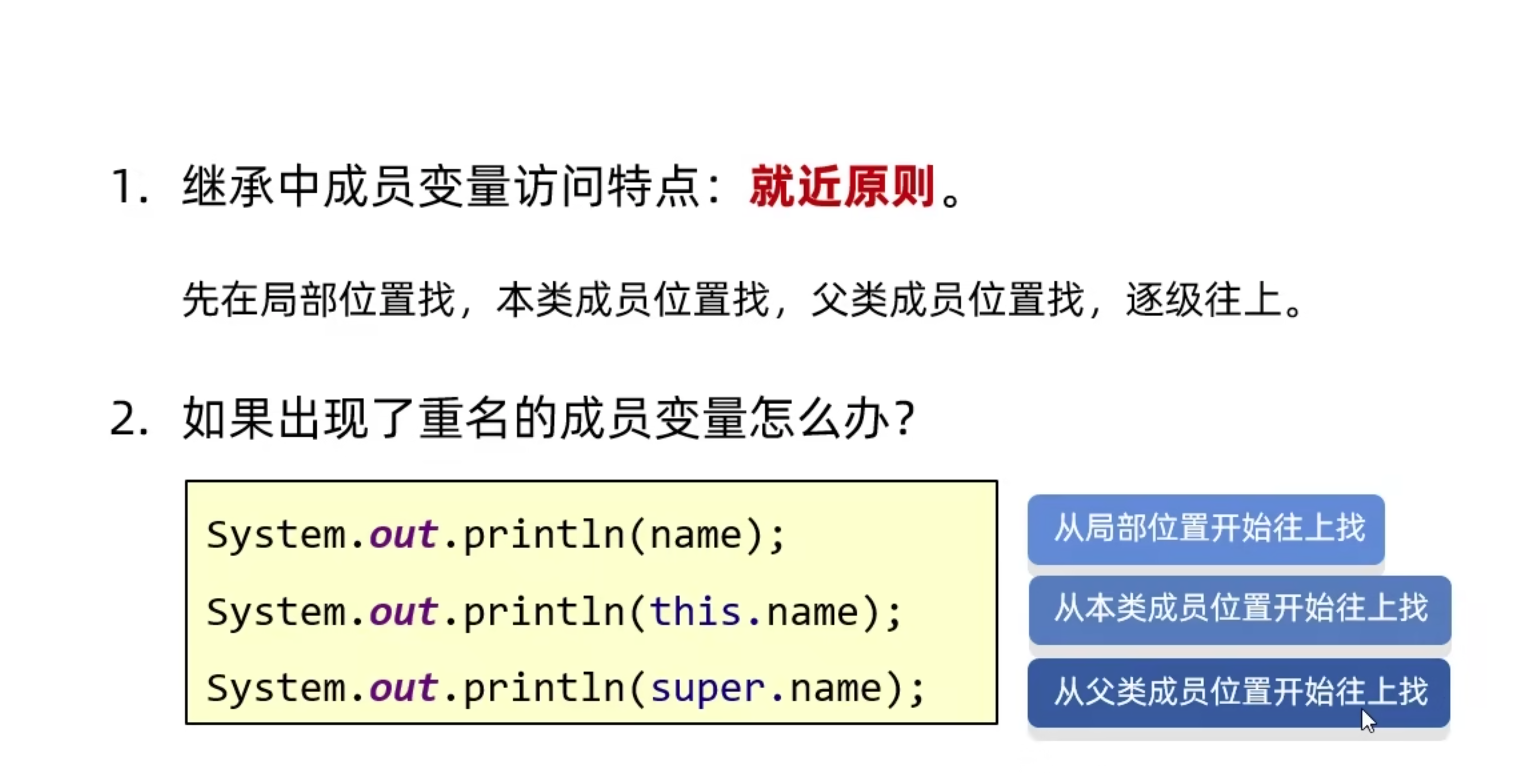 1. 继承中成员变量访问特点：就近原则。
先在局部位置找，本类成员位置找，父类成员位置找，逐级往上。
2. 如果出现了重名的成员变量怎么办？
System.out.println(name);
从局部位置开始往上找
System.out.println(this.name);
从本类成员位置开始往上找
System.out.println(super.name);
从父类成员位置开始往上找